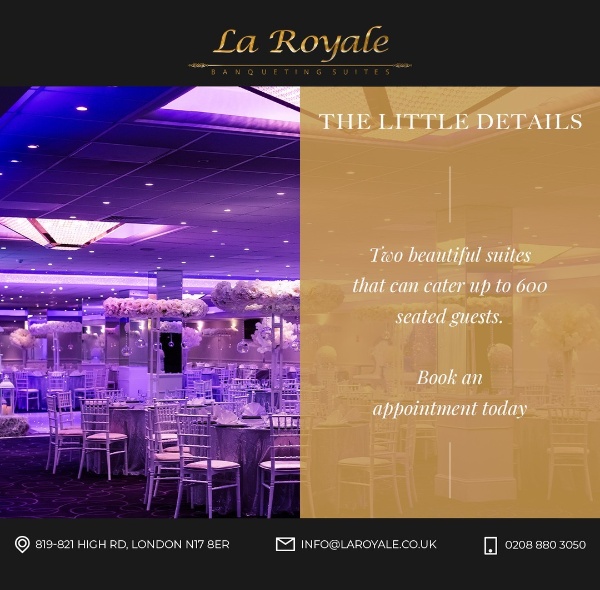 La Royale
BANQUETING SUITES
THE LITTLE DETAILS
Two beautiful suites
that can cater up to 600
seated guests.
Book an
appointment today
819-821 HIGH RD, LONDON N17 8ER
INFO@LAROYALE.CO.UK
0208 880 3050